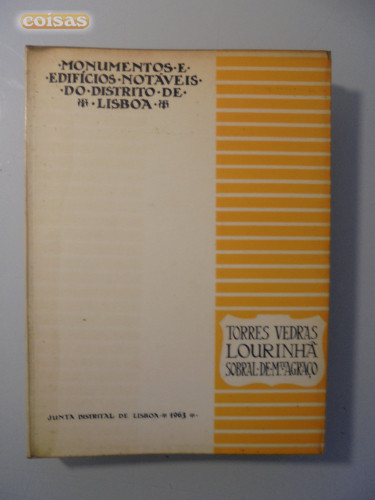 coisas
·MONUMENTOS·E·
·EDIFÍCIOS·NOTÁVEIS·
·DO·DISTRITO·DE·
·LISBOA·
TORRES VEDRAS
LOURINHÃ
SOBRAL·DE·M.TE AGRAÇO
JUNTA DISTRITAL DE LISBOA * 1963 *